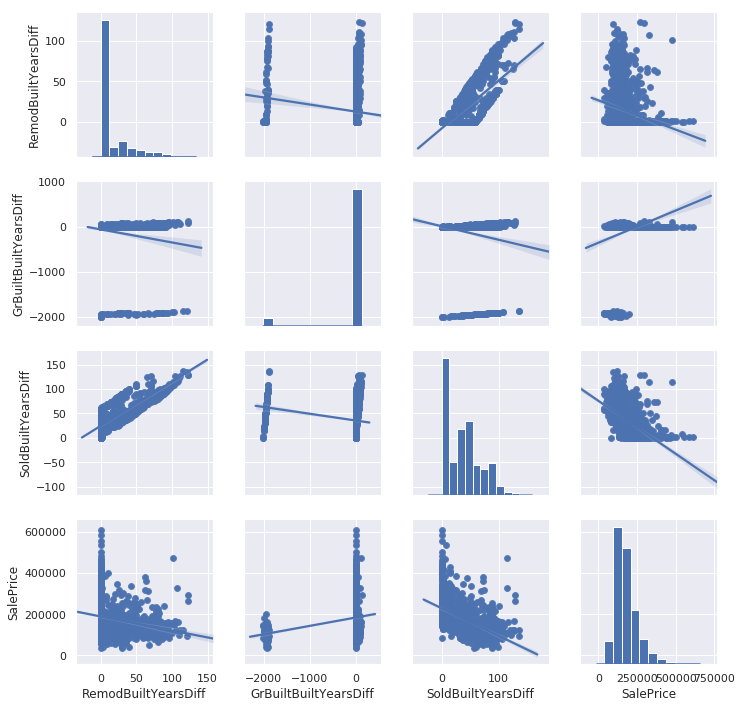 RemodBuiltYearsDiff
100
50
0
GrBuiltBuiltYearsDiff
1000
0
−1000
−2000
SoldBuiltYearsDiff
150
100
50
0
−50
−100
SalePrice
600000
400000
200000
0
0 50 100 150
RemodBuiltYearsDiff
−2000 −1000 0
GrBuiltBuiltYearsDiff
0 100
SoldBuiltYearsDiff
0 250000 500000 750000
SalePrice